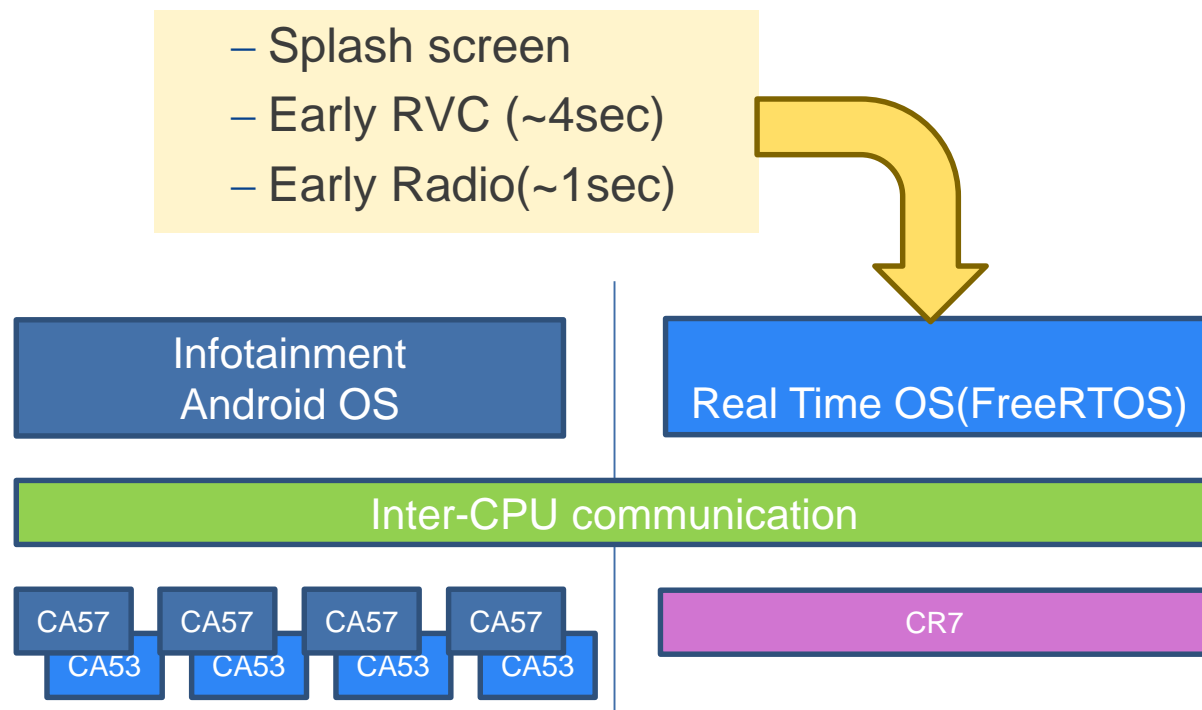 – Splash screen
– Early RVC (~4sec)
– Early Radio(~1sec)
Infotainment
Android OS
Real Time OS(FreeRTOS)
Inter-CPU communication
CA57 CA57 CA57 CA57
CA53 CA53 CA53 CA53
CR7